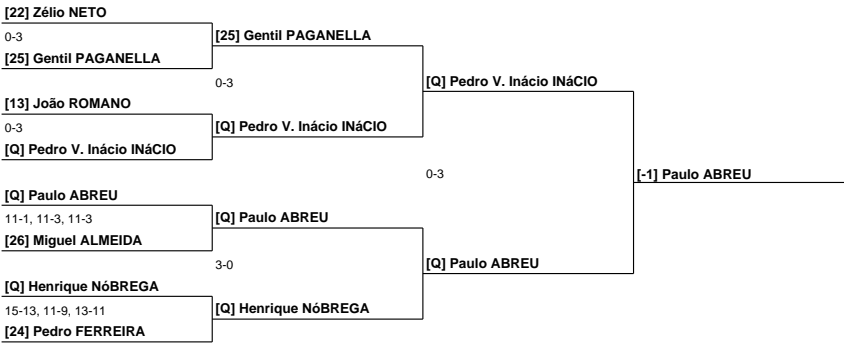 [22] Zélio NETO
0-3
[25] Gentil PAGANELLA
[25] Gentil PAGANELLA
0-3
[Q] Pedro V. Inácio INáCIO
[13] João ROMANO
0-3
[Q] Pedro V. Inácio INáCIO
[Q] Pedro V. Inácio INáCIO
0-3
[-1] Paulo ABREU
[Q] Paulo ABREU
11-1, 11-3, 11-3
[Q] Paulo ABREU
[26] Miguel ALMEIDA
3-0
[Q] Paulo ABREU
[Q] Henrique NóBREGA
15-13, 11-9, 13-11
[Q] Henrique NóBREGA
[24] Pedro FERREIRA